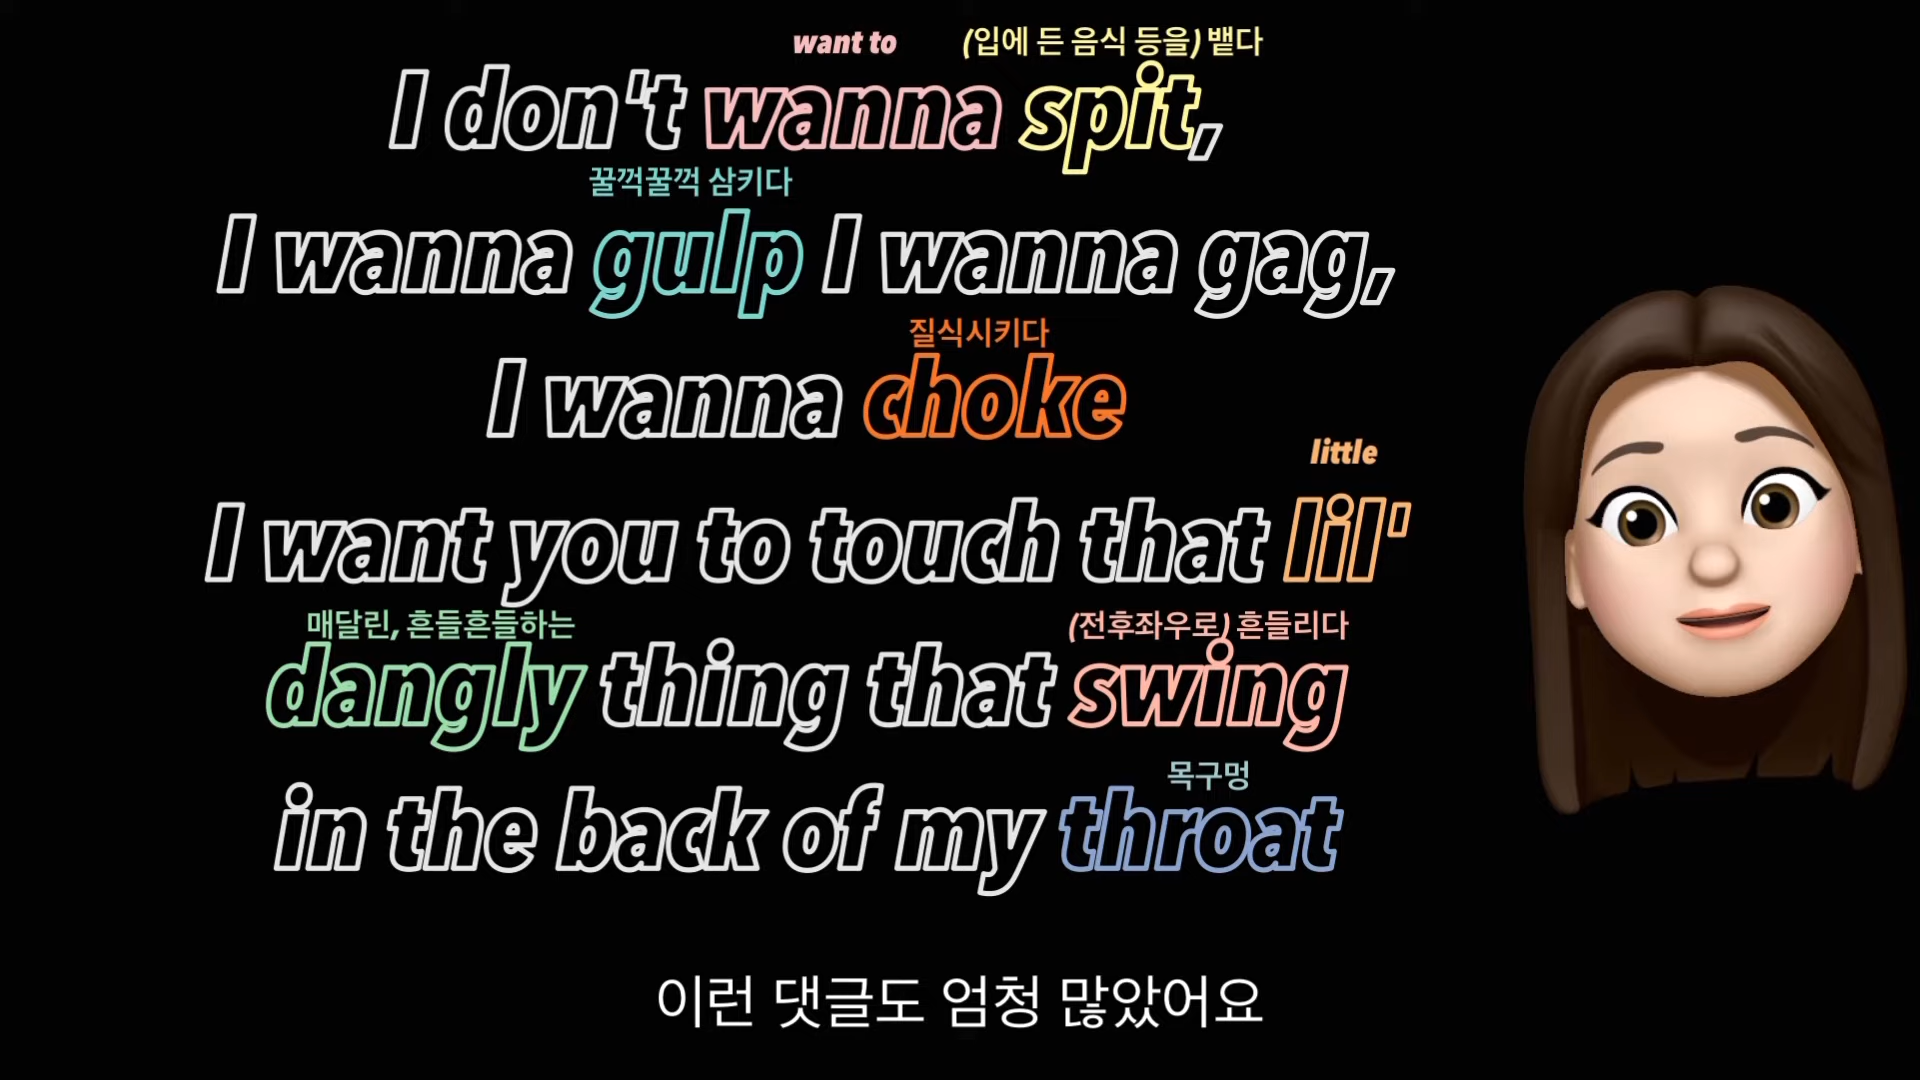 want to (입에 든 음식 등을) 뱉다
I don't wanna spit,
꿀꺽꿀꺽 삼키다
I wanna gulp I wanna gag,
질식시키다
I wanna choke
little
I want you to touch that lil'
매달린, 흔들흔들하는 (전후좌우로) 흔들리다
dangly thing that swing
목구멍
in the back of my throat
이런 댓글도 엄청 많았어요